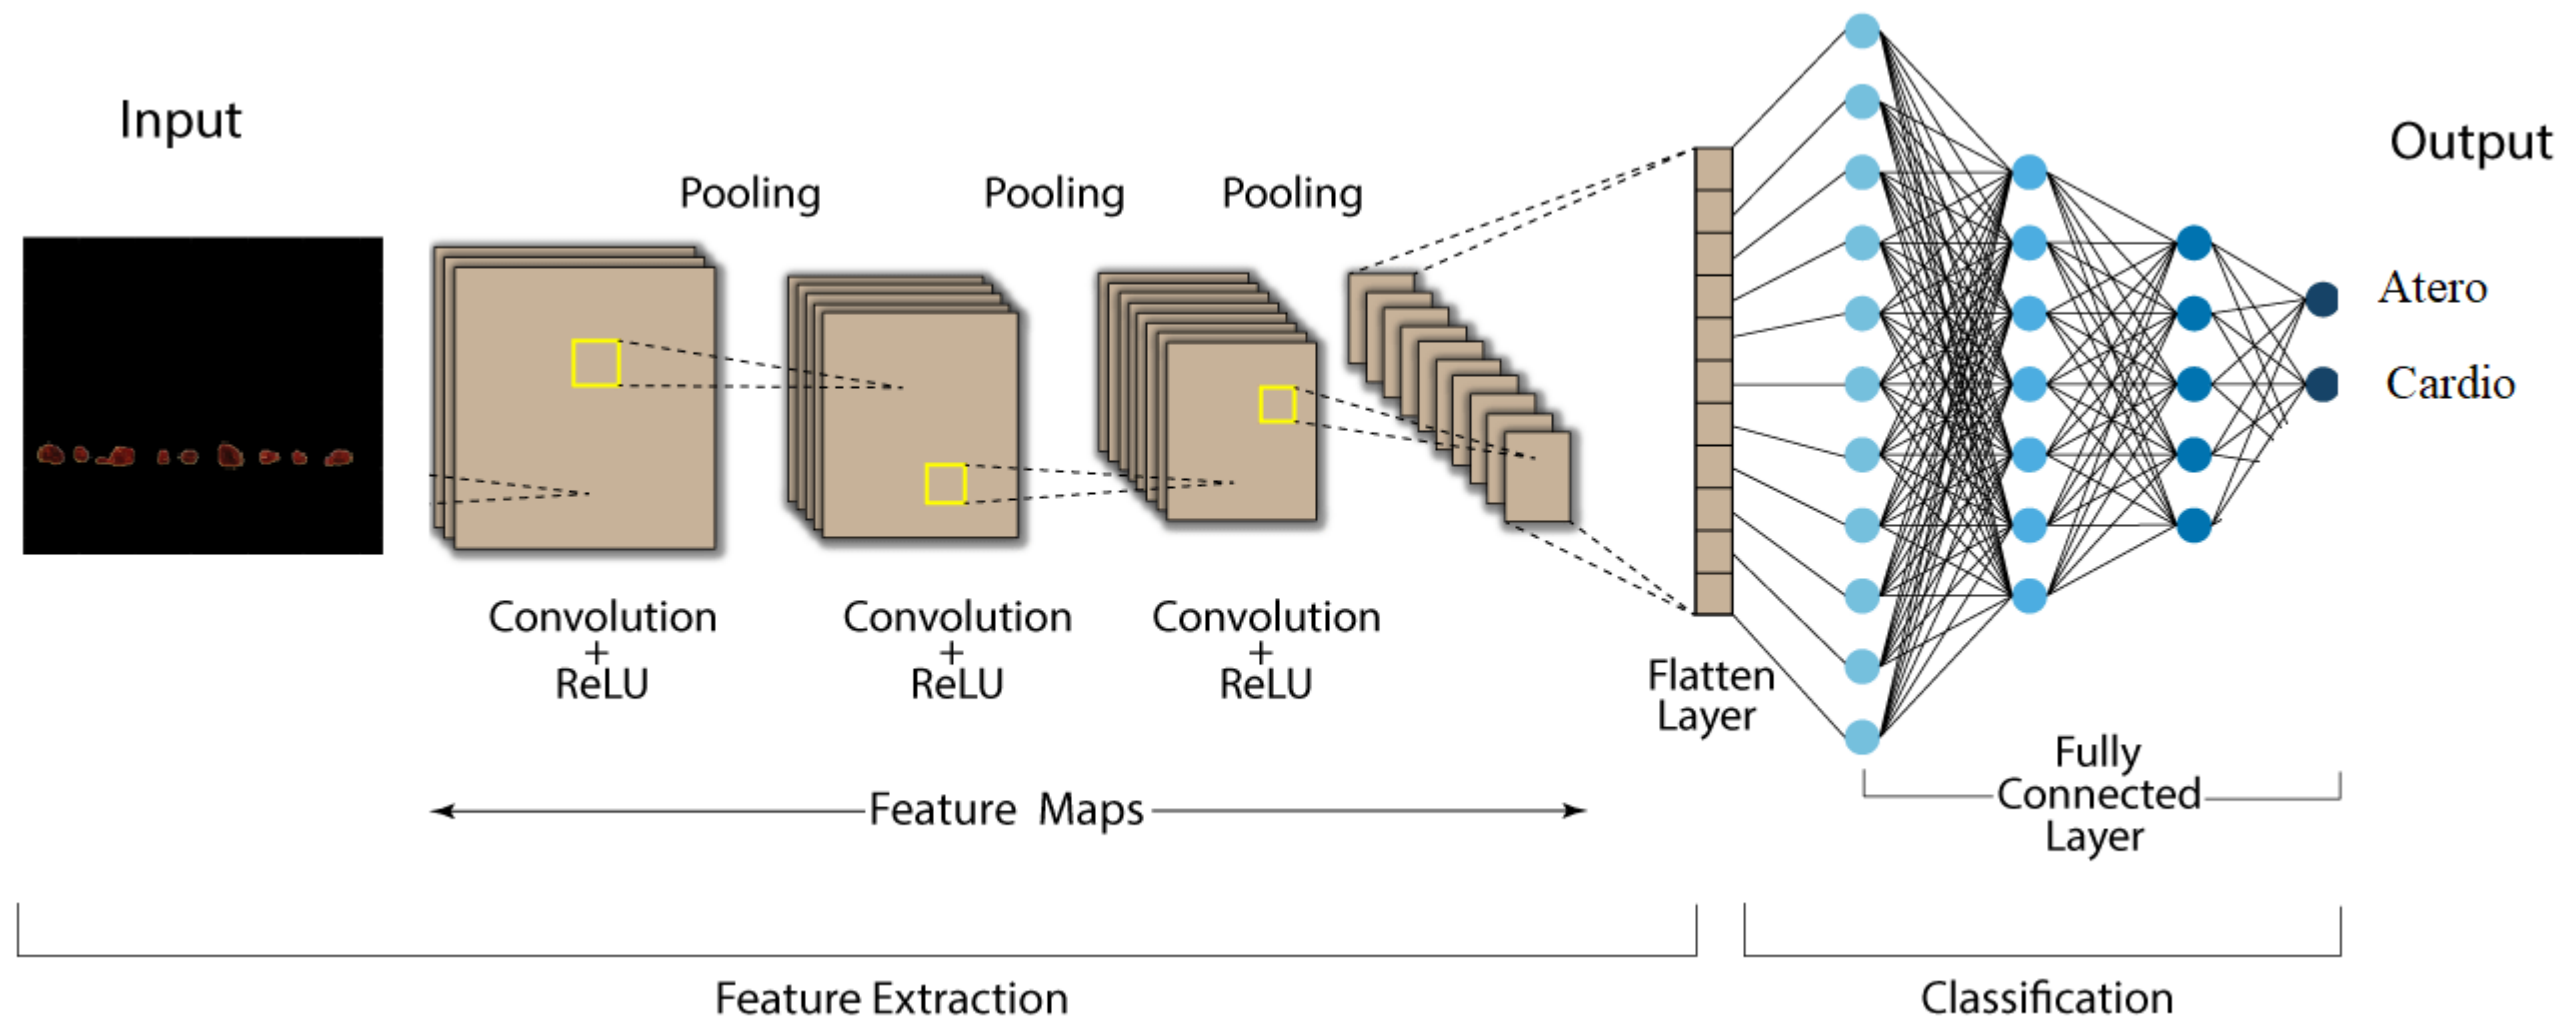 Input
Output
Pooling
Pooling
Pooling
Atero
Cardio
Convolution
+
ReLU
Convolution
+
ReLU
Convolution
+
ReLU
Flatten
Layer
Fully
Connected
Layer
Feature Maps
Feature Extraction
Classification